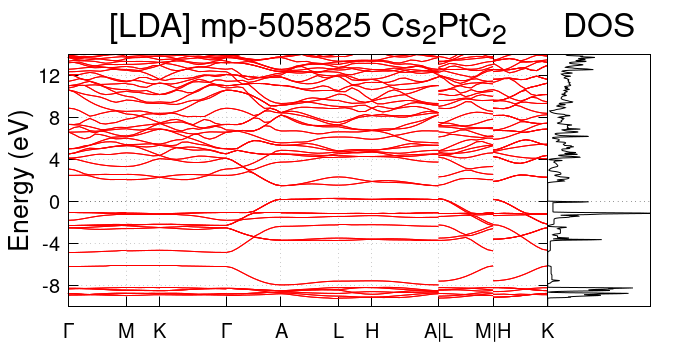 [LDA] mp-505825 Cs₂PtC₂ DOS
12
8
4
0
-4
-8
Energy (eV)
Γ M K Γ A L H A|L M|H K